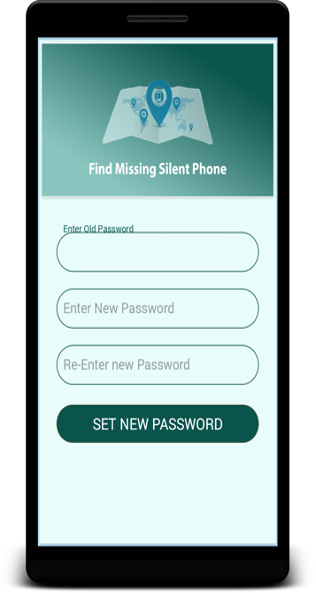 Find Missing Silent Phone
Enter Old Password
Enter New Password
Re-Enter new Password
SET NEW PASSWORD